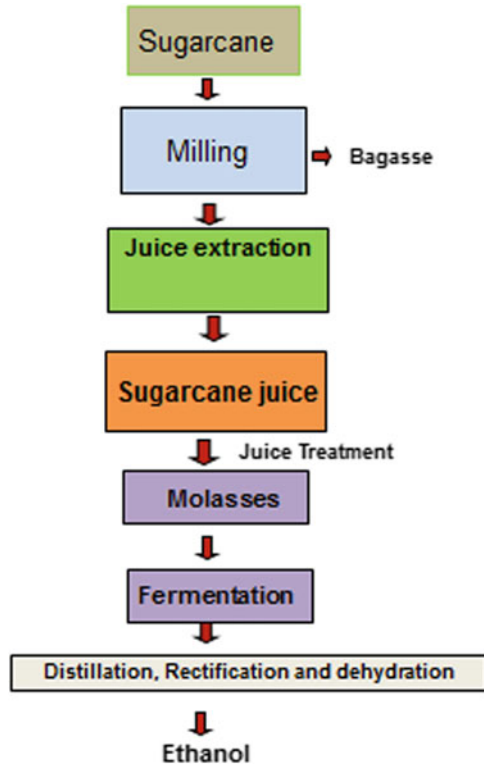 Sugarcane
Milling
Bagasse
Juice extraction
Sugarcane juice
Juice Treatment
Molasses
Fermentation
Distillation, Rectification and dehydration
Ethanol